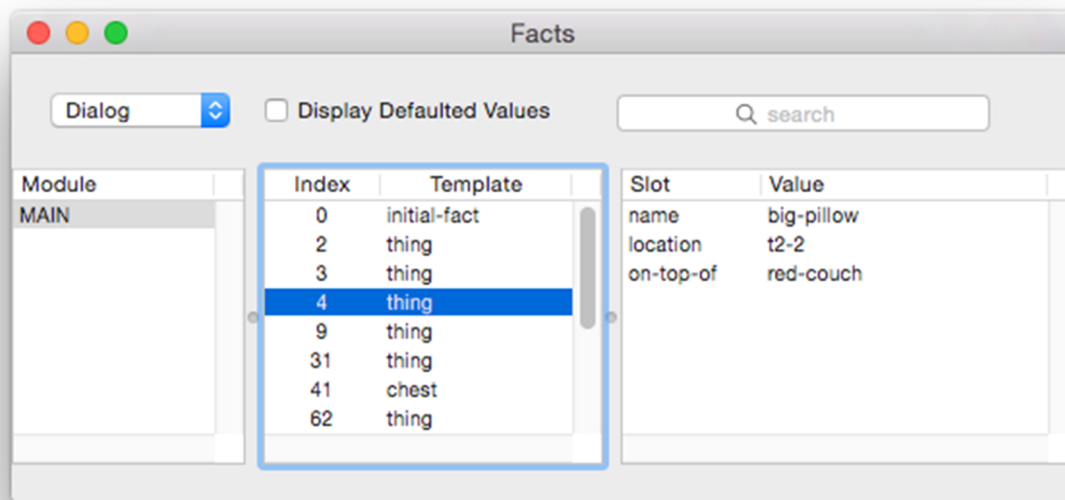 Facts
Dialog Display Defaulted Values search
Module
MAIN
Index Template
0 initial-fact
2 thing
3 thing
4 thing
9 thing
31 thing
41 chest
62 thing
Slot Value
name big-pillow
location t2-2
on-top-of red-couch